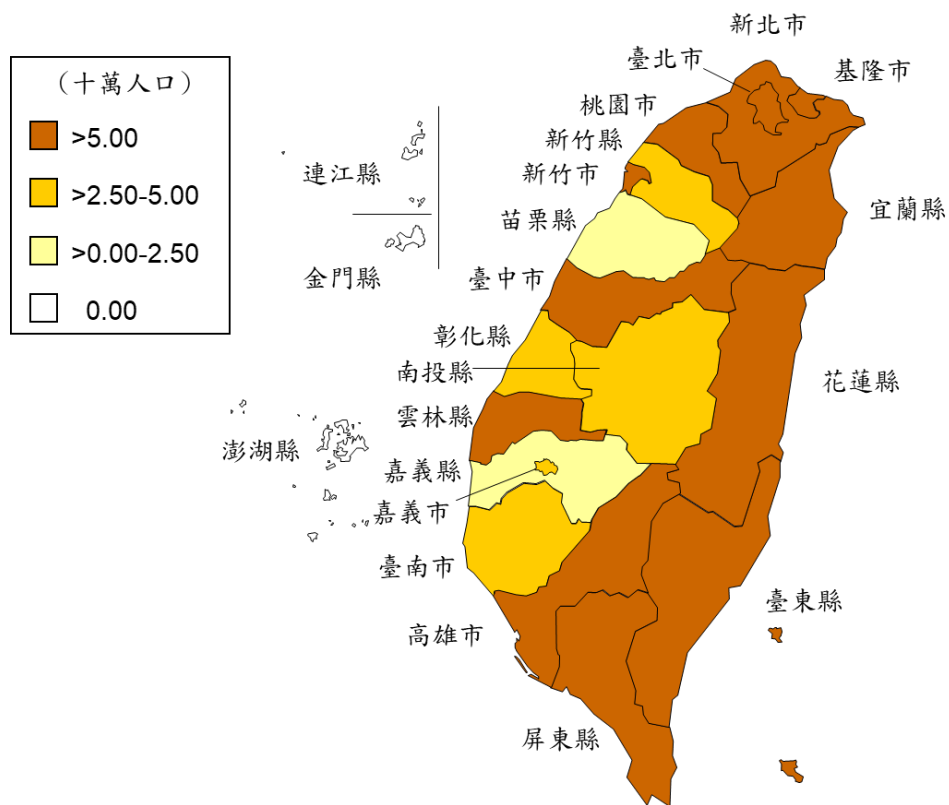 (十萬人口)
>5.00
>2.50-5.00
>0.00-2.50
0.00
新北市
臺北市
基隆市
桃園市
新竹縣
新竹市
連江縣
宜蘭縣
苗栗縣
金門縣
臺中市
彰化縣
南投縣
花蓮縣
雲林縣
澎湖縣
嘉義縣
嘉義市
臺南市
臺東縣
高雄市
屏東縣